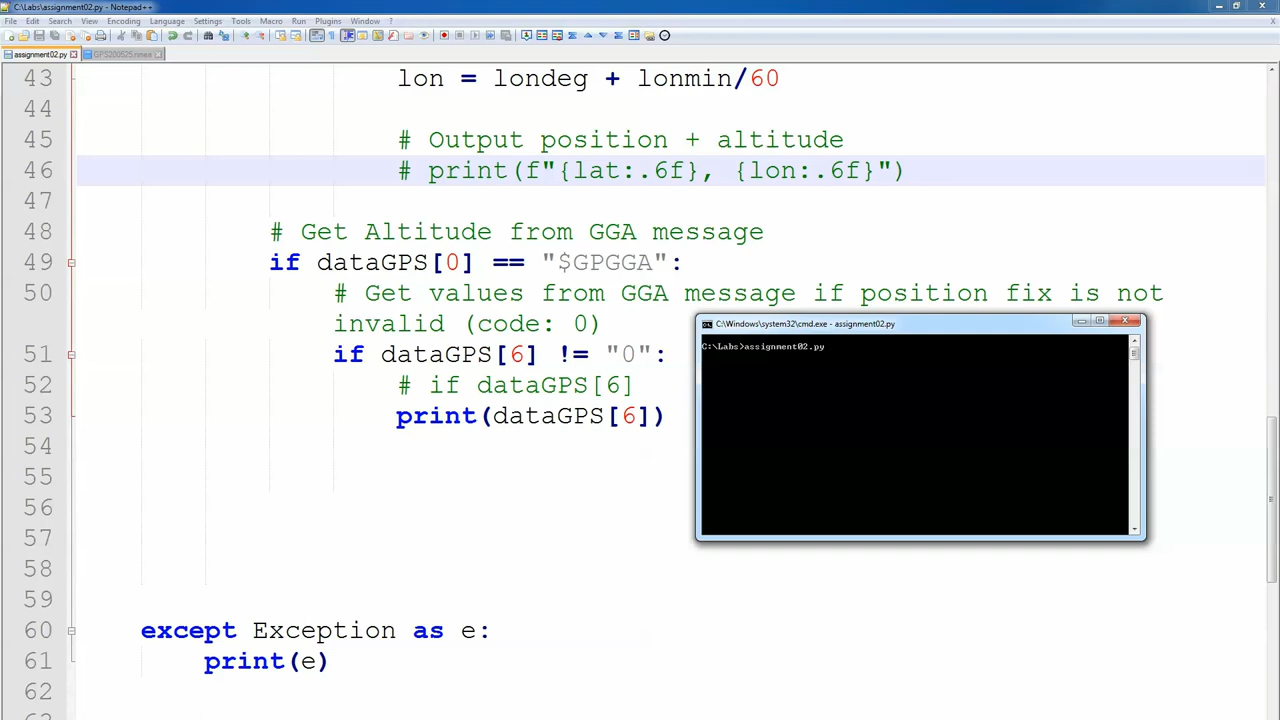 C:\Labs\assignment02.py - Notepad++
File Edit Search View Encoding Language Settings Tools Macro Run Plugins Window ?
assignment02.py GPS200525.nmea
43 lon = londeg + lonmin/60
44
45 # Output position + altitude
46 # print(f"{lat:.6f}, {lon:.6f}")
47
48 # Get Altitude from GGA message
49 if dataGPS[0] == "$GPGGA":
50 # Get values from GGA message if position fix is not
invalid (code: 0)
51 if dataGPS[6] != "0":
52 # if dataGPS[6]
53 print(dataGPS[6])
54
55
56
57
58
59
60 except Exception as e:
61 print(e)
62
C:\Windows\system32\cmd.exe - assignment02.py
C:\Labs>assignment02.py